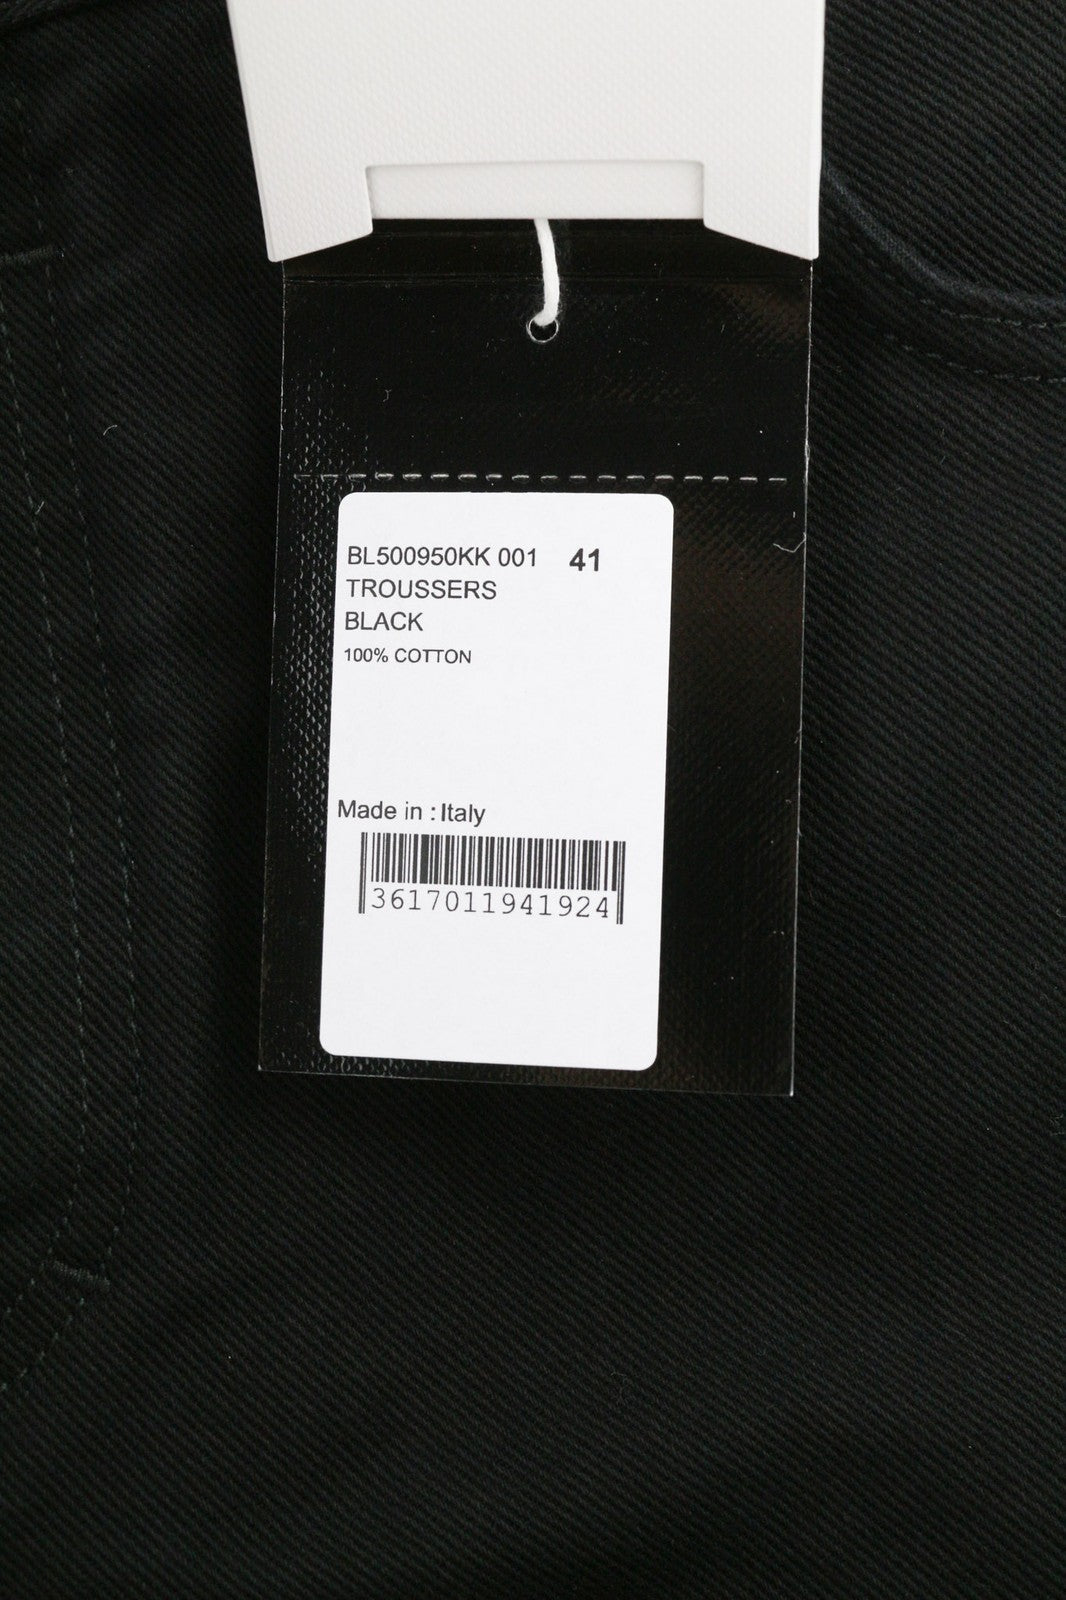 BL500950KK 001 41
TROUSSERS
BLACK
100% COTTON
Made in : Italy
3617011941924